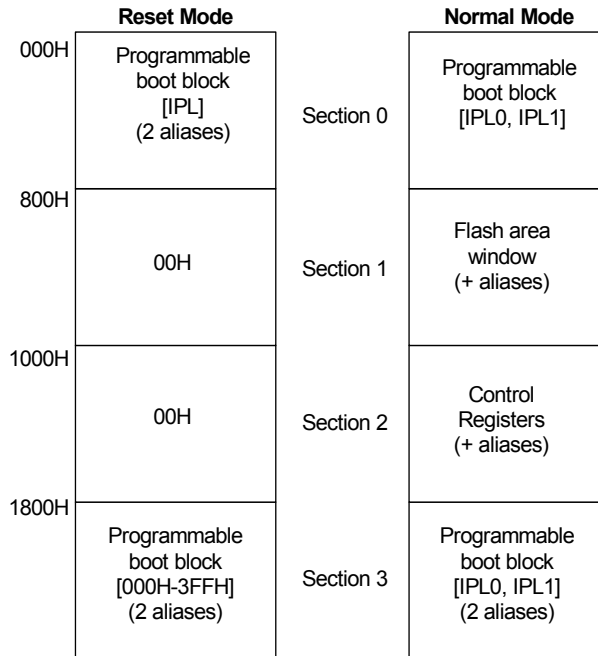 Reset Mode
Normal Mode
000H
Programmable
boot block
[IPL]
(2 aliases)
Section 0
Programmable
boot block
[IPL0, IPL1]
800H
00H
Section 1
Flash area
window
(+ aliases)
1000H
00H
Section 2
Control
Registers
(+ aliases)
1800H
Programmable
boot block
[000H-3FFH]
(2 aliases)
Section 3
Programmable
boot block
[IPL0, IPL1]
(2 aliases)